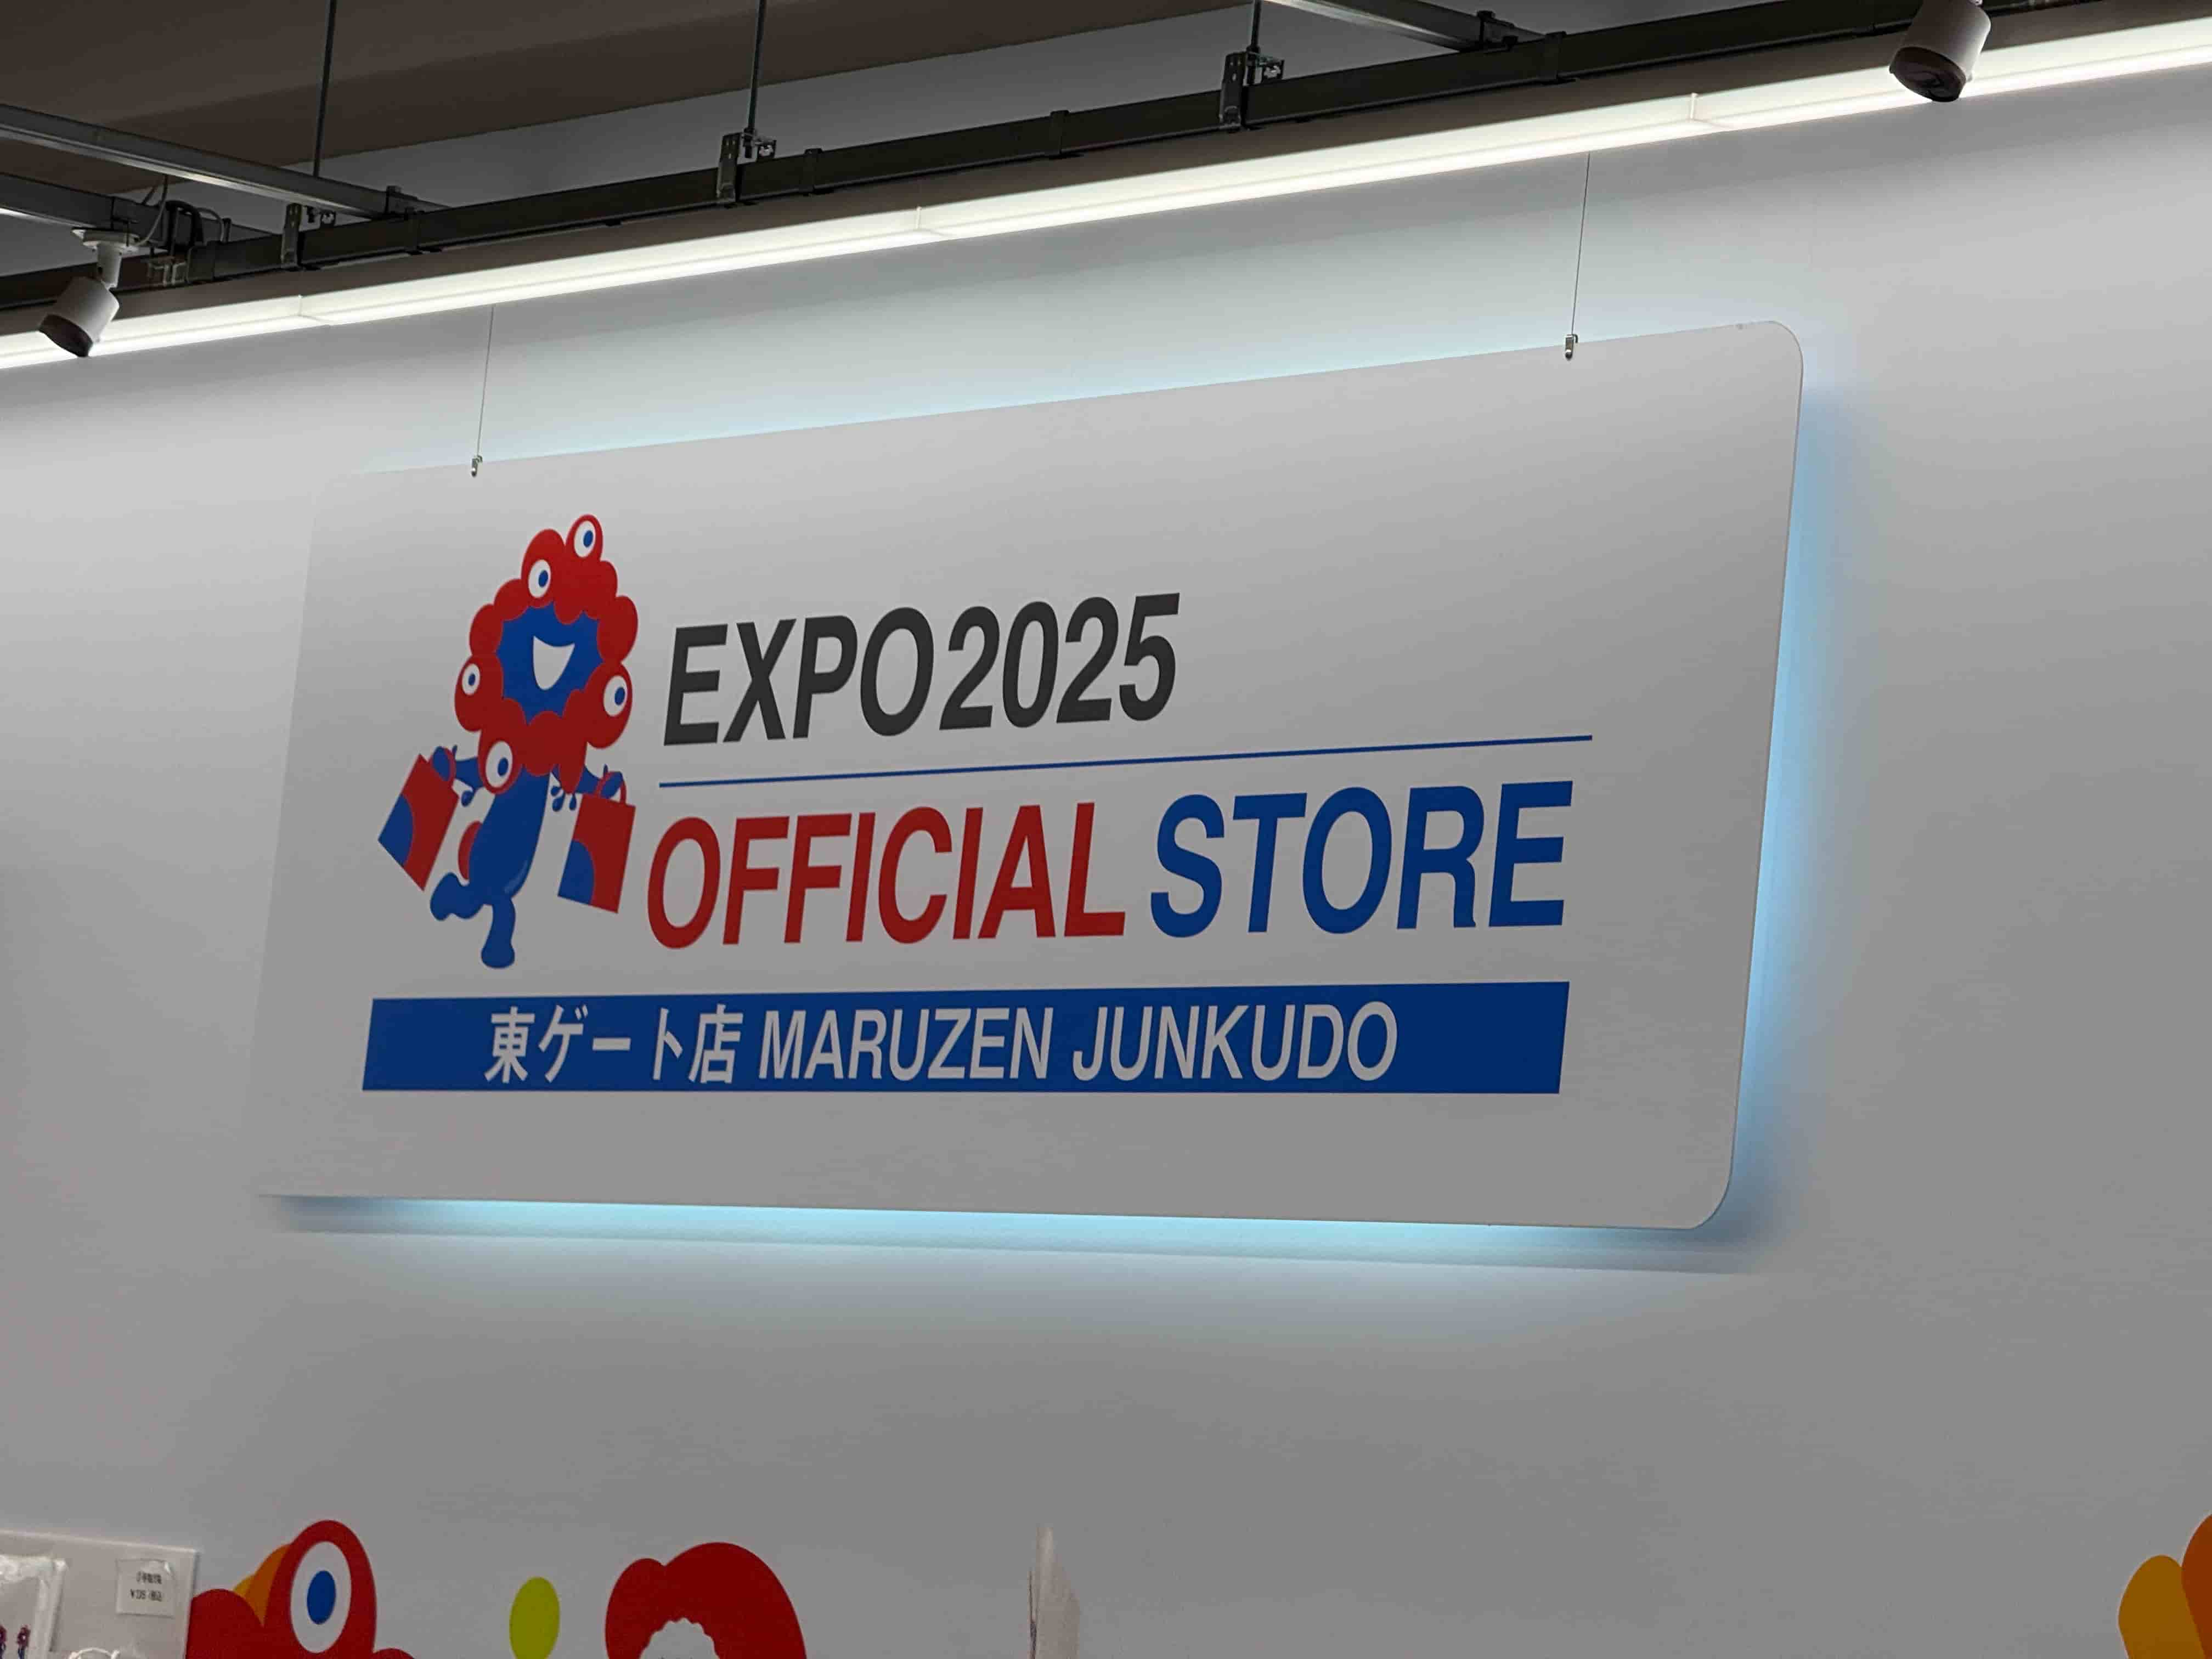 EXPO2025
OFFICIAL STORE
東ゲート店 MARUZEN JUNKUDO